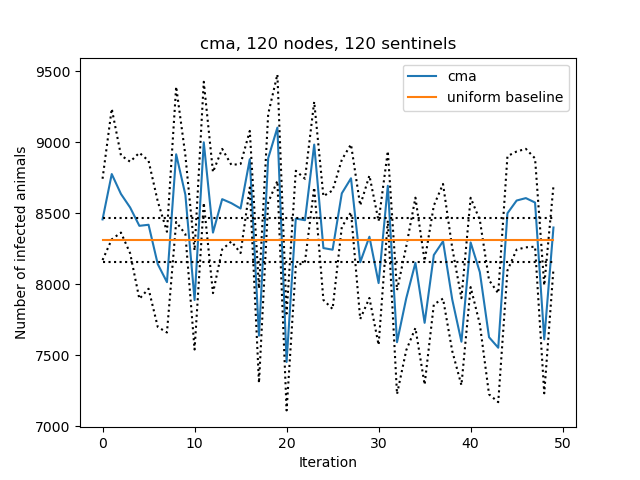 cma, 120 nodes, 120 sentinels
cma
uniform baseline
Number of infected animals
9500
9000
8500
8000
7500
7000
0 10 20 30 40 50
Iteration